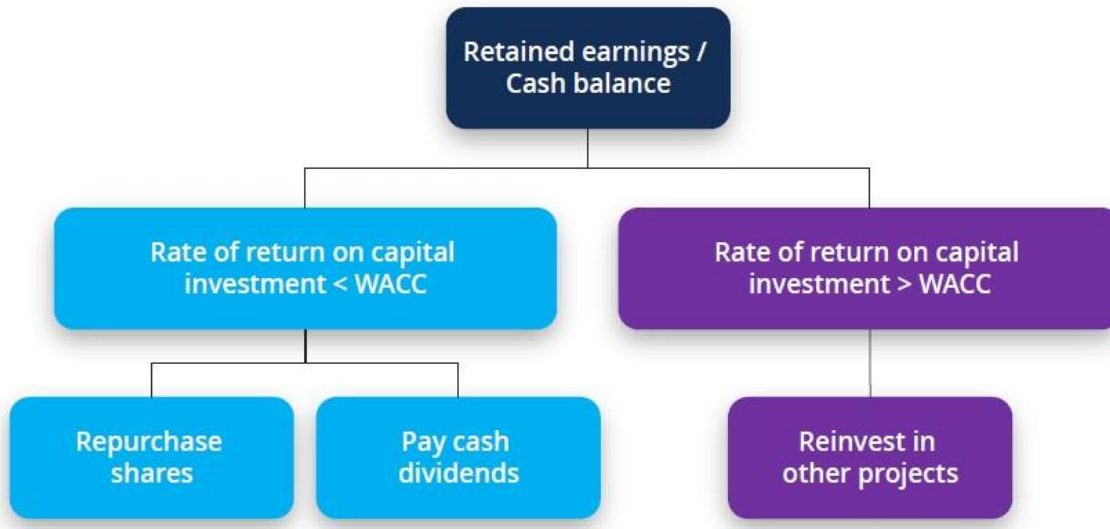 Retained earnings /
Cash balance
Rate of return on capital
investment < WACC
Rate of return on capital
investment > WACC
Repurchase
shares
Pay cash
dividends
Reinvest in
other projects